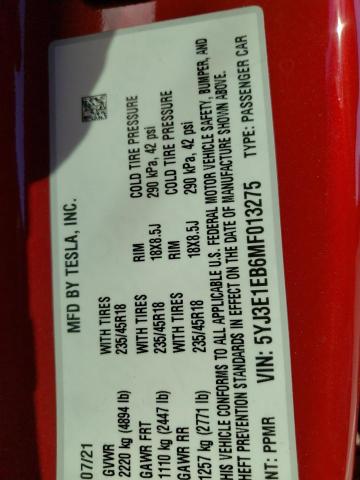 MFD BY TESLA, INC.
07/21
GVWR
2220 kg (4894 lb)
GAWR FRT WITH TIRES RIM COLD TIRE PRESSURE
1110 kg (2447 lb) 235/45R18 18X8.5J 290 kPa, 42 psi
GAWR RR WITH TIRES RIM COLD TIRE PRESSURE
1257 kg (2771 lb) 235/45R18 18X8.5J 290 kPa, 42 psi
THIS VEHICLE CONFORMS TO ALL APPLICABLE U.S. FEDERAL MOTOR VEHICLE SAFETY, BUMPER, AND
THEFT PREVENTION STANDARDS IN EFFECT ON THE DATE OF MANUFACTURE SHOWN ABOVE.
VIN: 5YJ3E1EB6MF013275 TYPE: PASSENGER CAR
NT: PPMR